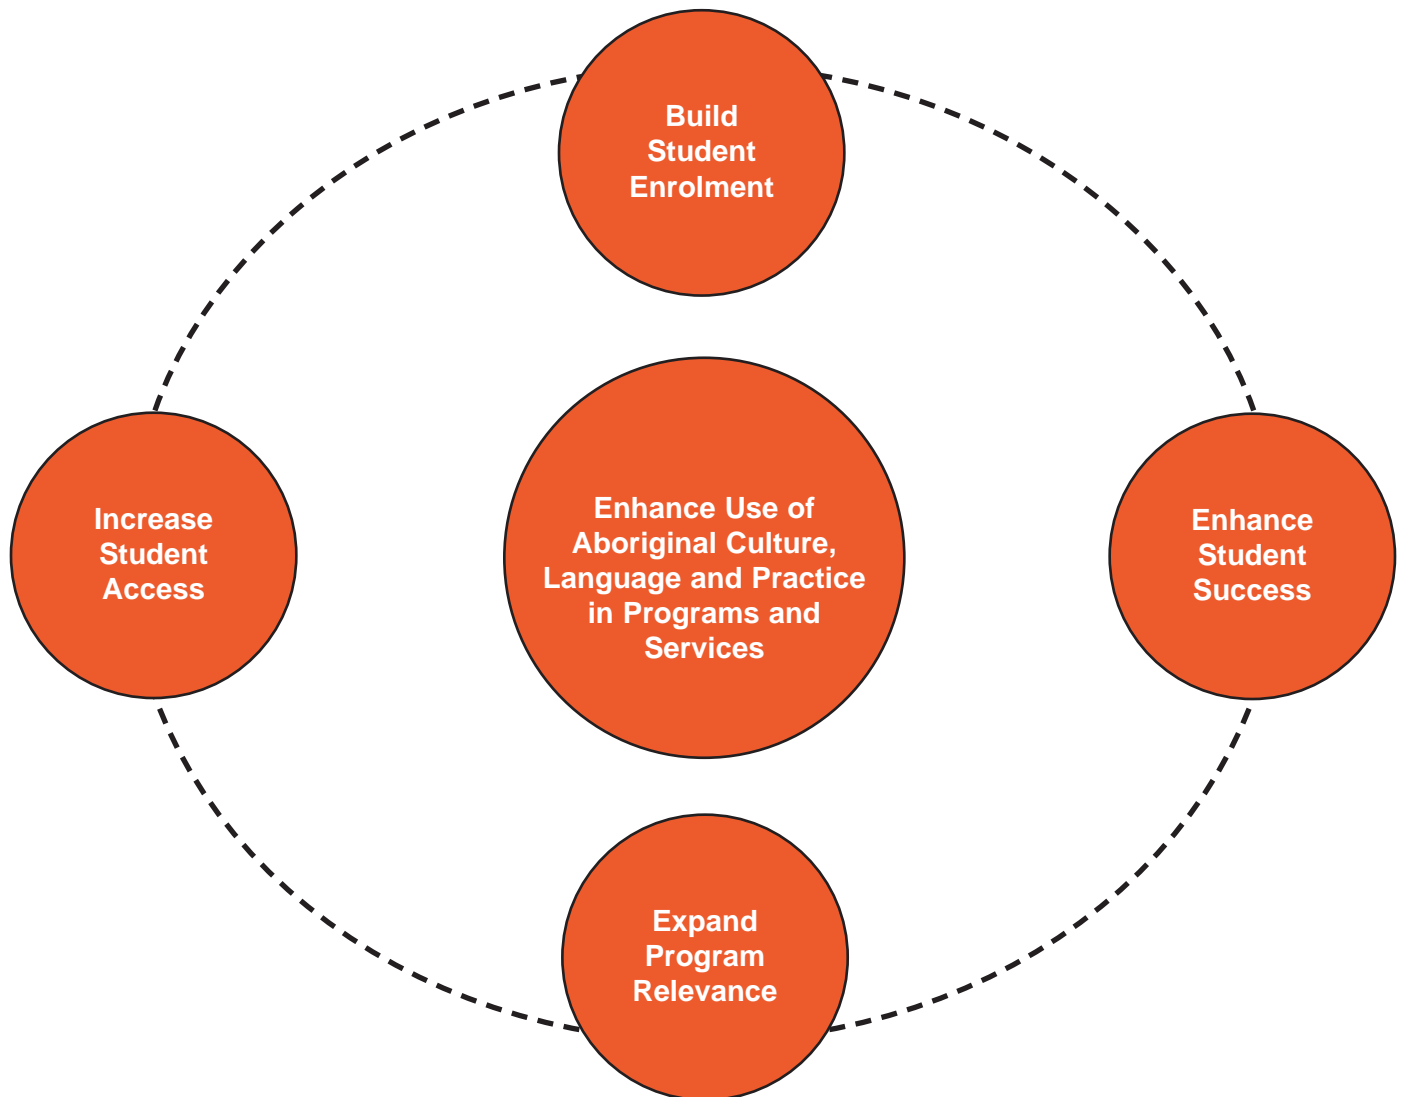 Build
Student
Enrolment
Increase
Student
Access
Enhance Use of
Aboriginal Culture,
Language and Practice
in Programs and
Services
Enhance
Student
Success
Expand
Program
Relevance